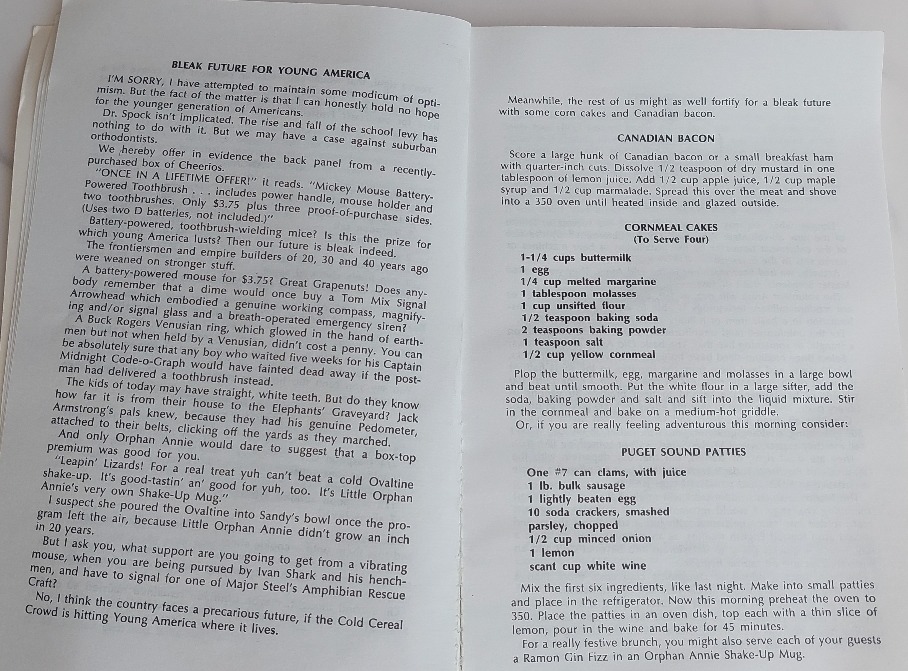 BLEAK FUTURE FOR YOUNG AMERICA
I'M SORRY, I have attempted to maintain some modicum of opti-
mism. But the fact of the matter is that I can honestly hold no hope
for the younger generation of Americans.
Dr. Spock isn't implicated. The rise and fall of the school levy has
nothing to do with it. But we may have a case against suburban
orthodontists.
We hereby offer in evidence the back panel from a recently-
purchased box of Cheerios.
"ONCE IN A LIFETIME OFFER!" it reads. "Mickey Mouse Battery-
Powered Toothbrush . . . includes power handle, mouse holder and
two toothbrushes. Only $3.75 plus three proof-of-purchase sides.
(Uses two D batteries, not included.)"
Battery-powered, toothbrush-wielding mice? Is this the prize for
which young America lusts? Then our future is bleak indeed.
The frontiersmen and empire builders of 20, 30 and 40 years ago
were weaned on stronger stuff.
A battery-powered mouse for $3.75? Great Grapenuts! Does any-
body remember that a dime would once buy a Tom Mix Signal
Arrowhead which embodied a genuine working compass, magnify-
ing and/or signal glass and a breath-operated emergency siren?
A Buck Rogers Venusian ring, which glowed in the hand of earth-
men but not when held by a Venusian, didn't cost a penny. You can
be absolutely sure that any boy who waited five weeks for his Captain
Midnight Code-o-Graph would have fainted dead away if the post-
man had delivered a toothbrush instead.
The kids of today may have straight, white teeth. But do they know
how far it is from their house to the Elephants' Graveyard? Jack
Armstrong's pals knew, because they had his genuine Pedometer,
attached to their belts, clicking off the yards as they marched.
And only Orphan Annie would dare to suggest that a box-top
premium was good for you.
"Leapin' Lizards! For a real treat yuh can't beat a cold Ovaltine
shake-up. It's good-tastin' an' good for yuh, too. It's Little Orphan
Annie's very own Shake-Up Mug."
I suspect she poured the Ovaltine into Sandy's bowl once the pro-
gram left the air, because Little Orphan Annie didn't grow an inch
in 20 years.
But I ask you, what support are you going to get from a vibrating
mouse, when you are being pursued by Ivan Shark and his hench-
men, and have to signal for one of Major Steel's Amphibian Rescue
Craft?
No, I think the country faces a precarious future, if the Cold Cereal
Crowd is hitting Young America where it lives.
Meanwhile, the rest of us might as well fortify for a bleak future
with some corn cakes and Canadian bacon.
CANADIAN BACON
Score a large hunk of Canadian bacon or a small breakfast ham
with quarter-inch cuts. Dissolve 1/2 teaspoon of dry mustard in one
tablespoon of lemon juice. Add 1/2 cup apple juice, 1/2 cup maple
syrup and 1/2 cup marmalade. Spread this over the meat and shove
into a 350 oven until heated inside and glazed outside.
CORNMEAL CAKES
(To Serve Four)
1-1/4 cups buttermilk
1 egg
1/4 cup melted margarine
1 tablespoon molasses
1 cup unsifted flour
1/2 teaspoon baking soda
2 teaspoons baking powder
1 teaspoon salt
1/2 cup yellow cornmeal
Plop the buttermilk, egg, margarine and molasses in a large bowl
and beat until smooth. Put the white flour in a large sifter, add the
soda, baking powder and salt and sift into the liquid mixture. Stir
in the cornmeal and bake on a medium-hot griddle.
Or, if you are really feeling adventurous this morning consider:
PUGET SOUND PATTIES
One #7 can clams, with juice
1 lb. bulk sausage
1 lightly beaten egg
10 soda crackers, smashed
parsley, chopped
1/2 cup minced onion
1 lemon
scant cup white wine
Mix the first six ingredients, like last night. Make into small patties
and place in the refrigerator. Now this morning preheat the oven to
350. Place the patties in an oven dish, top each with a thin slice of
lemon, pour in the wine and bake for 45 minutes.
For a really festive brunch, you might also serve each of your guests
a Ramon Gin Fizz in an Orphan Annie Shake-Up Mug.